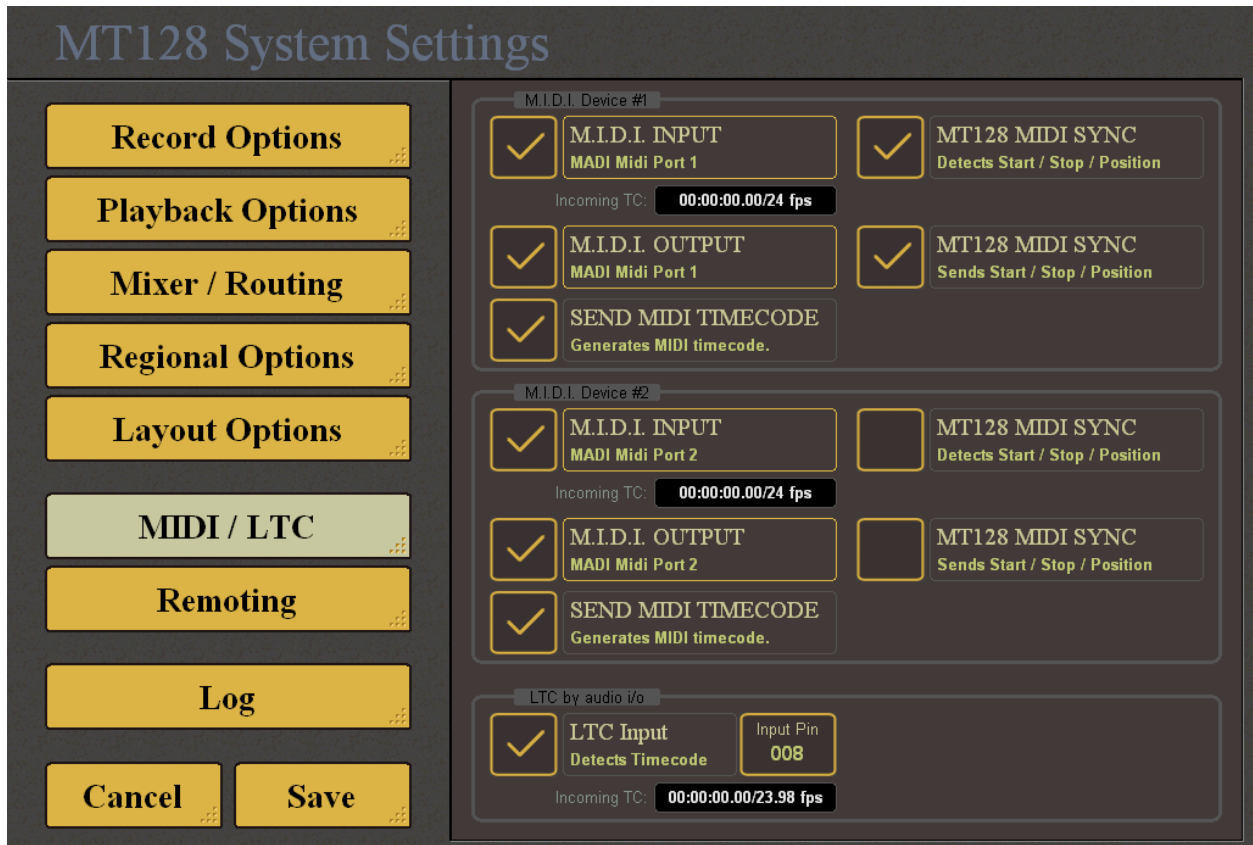 MT128 System Settings
Record Options
Playback Options
Mixer / Routing
Regional Options
Layout Options
MIDI / LTC
Remoting
Log
Cancel
Save
M.I.D.I. Device #1
M.I.D.I. INPUT
MADI Midi Port 1
MT128 MIDI SYNC
Detects Start / Stop / Position
Incoming TC: 00:00:00.00/24 fps
M.I.D.I. OUTPUT
MADI Midi Port 1
MT128 MIDI SYNC
Sends Start / Stop / Position
SEND MIDI TIMECODE
Generates MIDI timecode.
M.I.D.I. Device #2
M.I.D.I. INPUT
MADI Midi Port 2
MT128 MIDI SYNC
Detects Start / Stop / Position
Incoming TC: 00:00:00.00/24 fps
M.I.D.I. OUTPUT
MADI Midi Port 2
MT128 MIDI SYNC
Sends Start / Stop / Position
SEND MIDI TIMECODE
Generates MIDI timecode.
LTC by audio i/o
LTC Input
Detects Timecode
Input Pin
008
Incoming TC: 00:00:00.00/23.98 fps